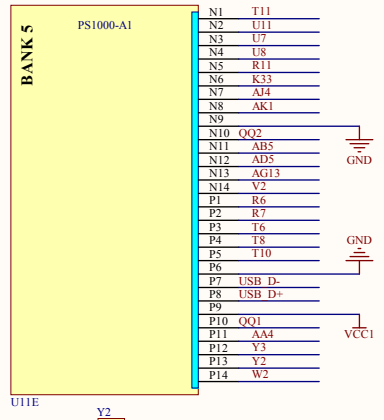 PS1000-A1
BANK 5
N1 T11
N2 U11
N3 U7
N4 U8
N5 R11
N6 K33
N7 AJ4
N8 AK1
N9
N10 QQ2
GND
N11 AB5
N12 AD5
N13 AG13
N14 V2
P1 R6
P2 R7
P3 T6
P4 T8
GND
P5 T10
P6
P7 USB_D-
P8 USB_D+
P9
P10 QQ1
VCC1
P11 AA4
P12 Y3
P13 Y2
P14 W2
U11E
Y2